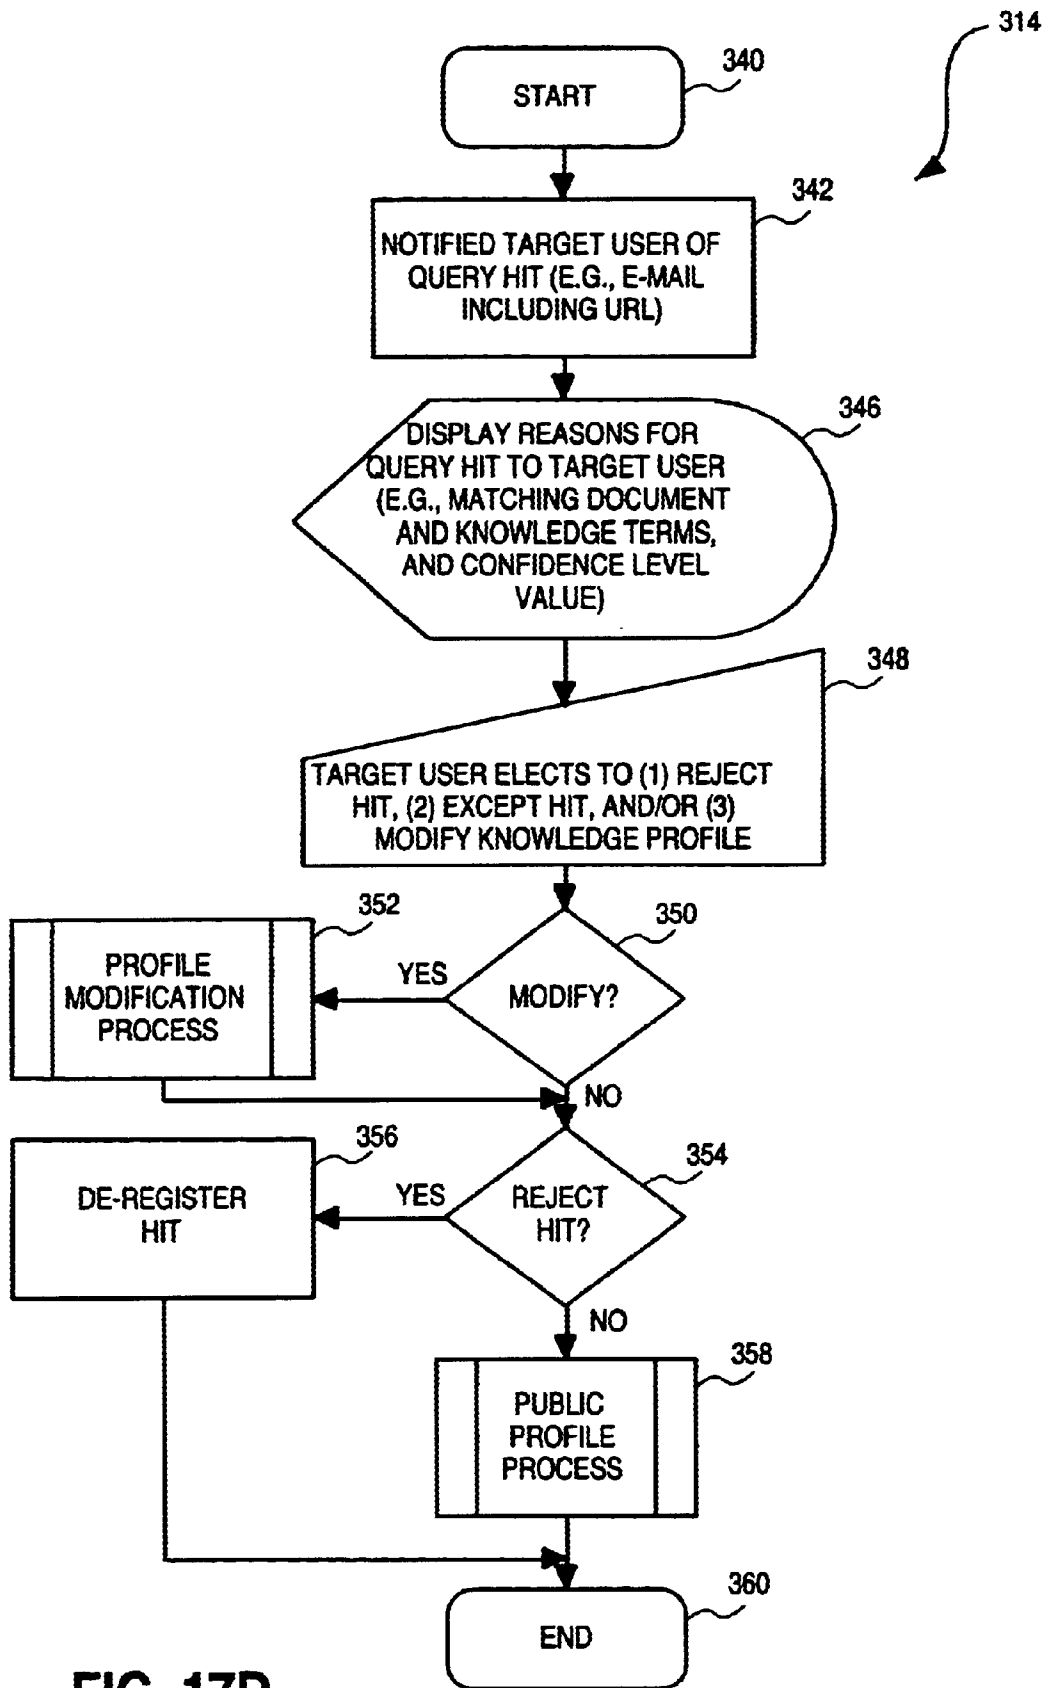 314
340
START
342
NOTIFIED TARGET USER OF
QUERY HIT (E.G., E-MAIL
INCLUDING URL)
346
DISPLAY REASONS FOR
QUERY HIT TO TARGET USER
(E.G., MATCHING DOCUMENT
AND KNOWLEDGE TERMS,
AND CONFIDENCE LEVEL
VALUE)
348
TARGET USER ELECTS TO (1) REJECT
HIT, (2) EXCEPT HIT, AND/OR (3)
MODIFY KNOWLEDGE PROFILE
352
350
PROFILE
MODIFICATION
PROCESS
YES
MODIFY?
NO
356
354
DE-REGISTER
HIT
YES
REJECT
HIT?
NO
358
PUBLIC
PROFILE
PROCESS
360
END